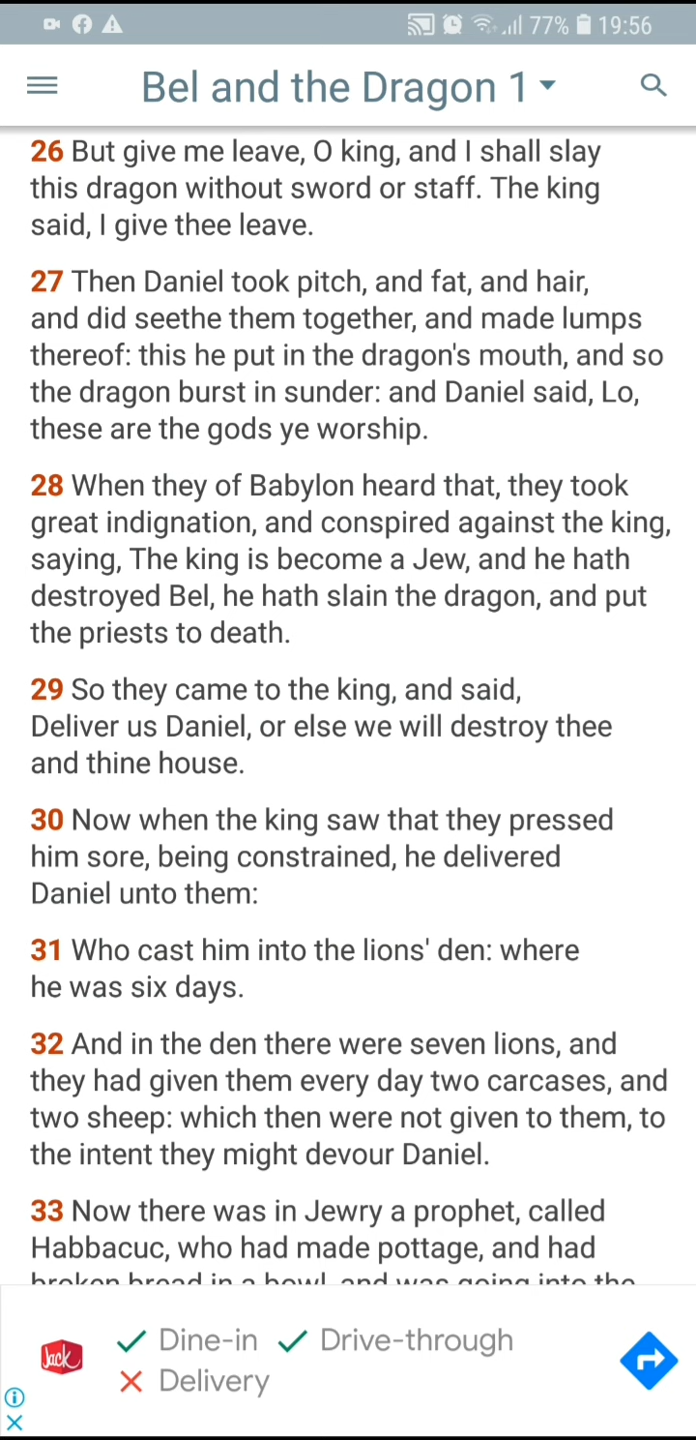 77% 19:56
Bel and the Dragon 1
26 But give me leave, O king, and I shall slay
this dragon without sword or staff. The king
said, I give thee leave.
27 Then Daniel took pitch, and fat, and hair,
and did seethe them together, and made lumps
thereof: this he put in the dragon's mouth, and so
the dragon burst in sunder: and Daniel said, Lo,
these are the gods ye worship.
28 When they of Babylon heard that, they took
great indignation, and conspired against the king,
saying, The king is become a Jew, and he hath
destroyed Bel, he hath slain the dragon, and put
the priests to death.
29 So they came to the king, and said,
Deliver us Daniel, or else we will destroy thee
and thine house.
30 Now when the king saw that they pressed
him sore, being constrained, he delivered
Daniel unto them:
31 Who cast him into the lions' den: where
he was six days.
32 And in the den there were seven lions, and
they had given them every day two carcases, and
two sheep: which then were not given to them, to
the intent they might devour Daniel.
33 Now there was in Jewry a prophet, called
Habbacuc, who had made pottage, and had
broken bread in a bowl, and was going into the
Jack
Dine-in Drive-through
Delivery